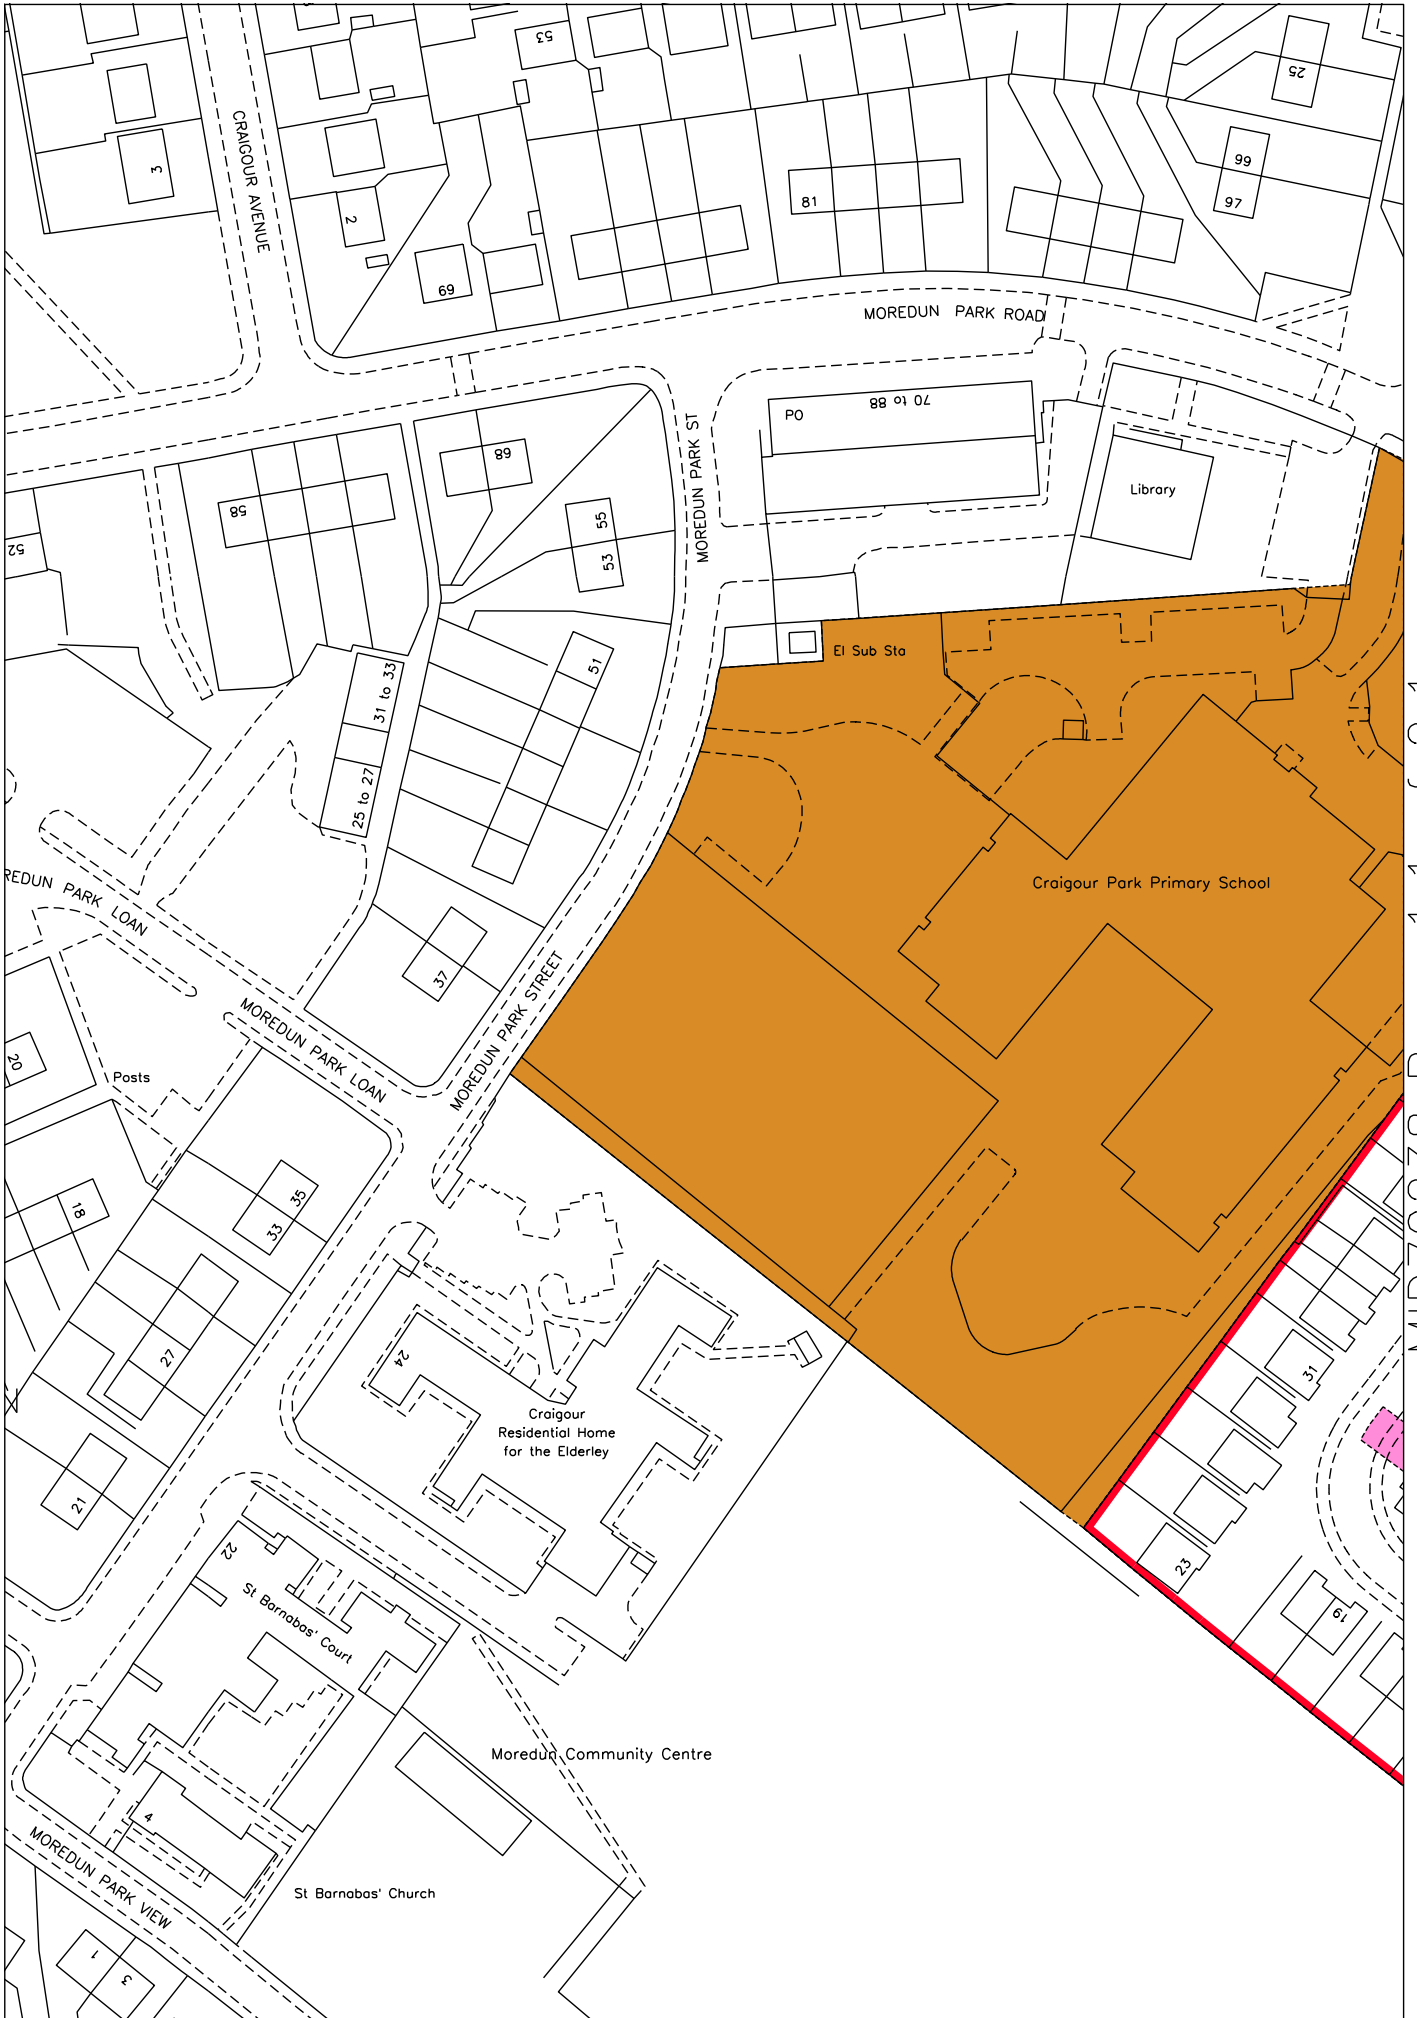 53
25
CRAIGOUR AVENUE
3
2
99
97
81
69
MOREDUN PARK ROAD
PO
70 to 88
MOREDUN PARK ST
68
Library
58
55
53
52
El Sub Sta
51
31 to 33
25 to 27
Craigour Park Primary School
PARK LOAN
37
MOREDUN PARK STREET
MOREDUN PARK LOAN
20
Posts
18
35
33
27
24
31
Craigour
Residential Home
for the Elderley
21
22
23
St Barnabas' Court
19
Moredun Community Centre
4
MOREDUN PARK VIEW
St Barnabas' Church
1
3